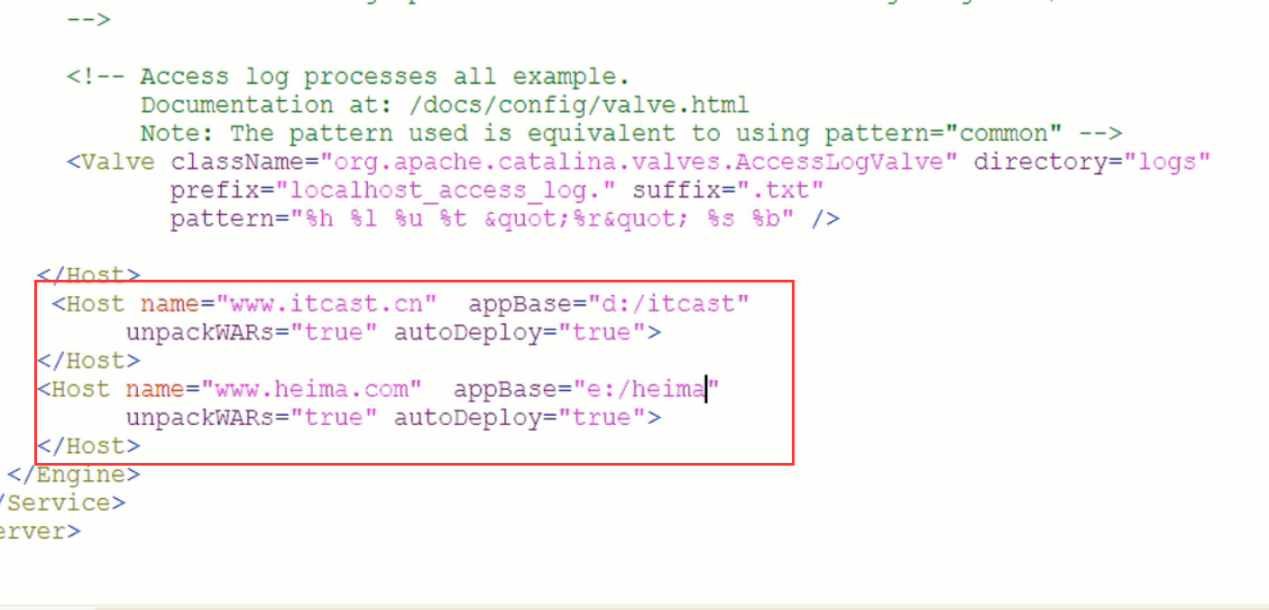 -->
<!-- Access log processes all example.
Documentation at: /docs/config/valve.html
Note: The pattern used is equivalent to using pattern="common" -->
<Valve className="org.apache.catalina.valves.AccessLogValve" directory="logs"
prefix="localhost_access_log." suffix=".txt"
pattern="%h %l %u %t &quot;%r&quot; %s %b" />
</Host>
<Host name="www.itcast.cn"  appBase="d:/itcast"
unpackWARs="true" autoDeploy="true">
</Host>
<Host name="www.heima.com"  appBase="e:/heima"
unpackWARs="true" autoDeploy="true">
</Host>
</Engine>
/Service>
erver>